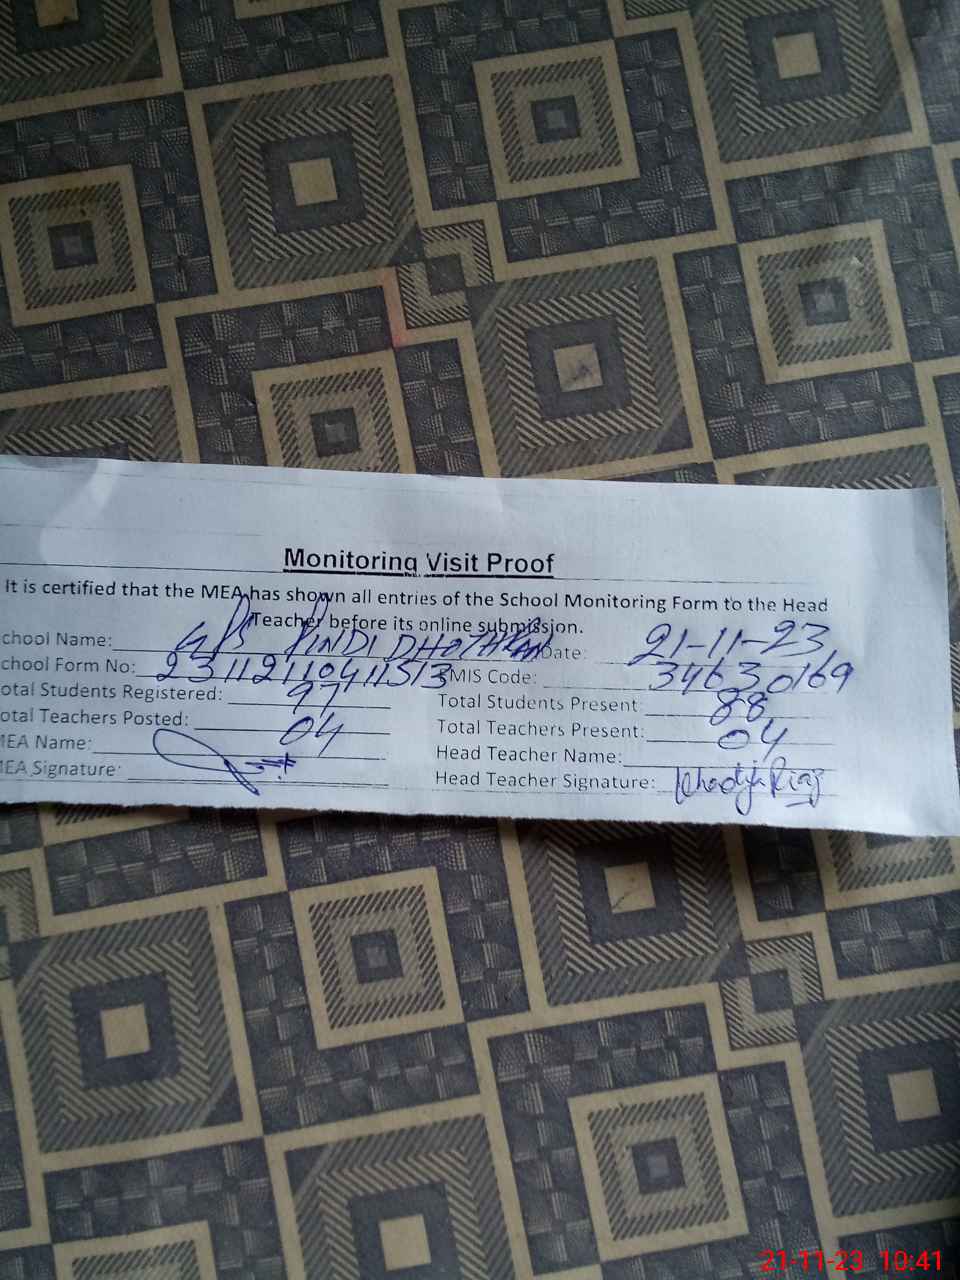 Monitoring Visit Proof
It is certified that the MEA has shown all entries of the School Monitoring Form to the Head
Teacher before its online submission.
chool Name: GPS PINDI DHOTHRAN Date: 21-11-23
chool Form No: 23112110411513 EMIS Code: 34630169
otal Students Registered: 97 Total Students Present: 88
otal Teachers Posted: 04 Total Teachers Present: 04
MEA Name: Head Teacher Name:
MEA Signature: Head Teacher Signature: Khadija Riaz
21-11-23 10:41